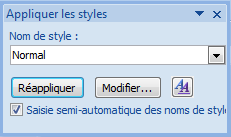 Appliquer les styles
Nom de style :
Normal
Réappliquer Modifier...
Saisie semi-automatique des noms de style